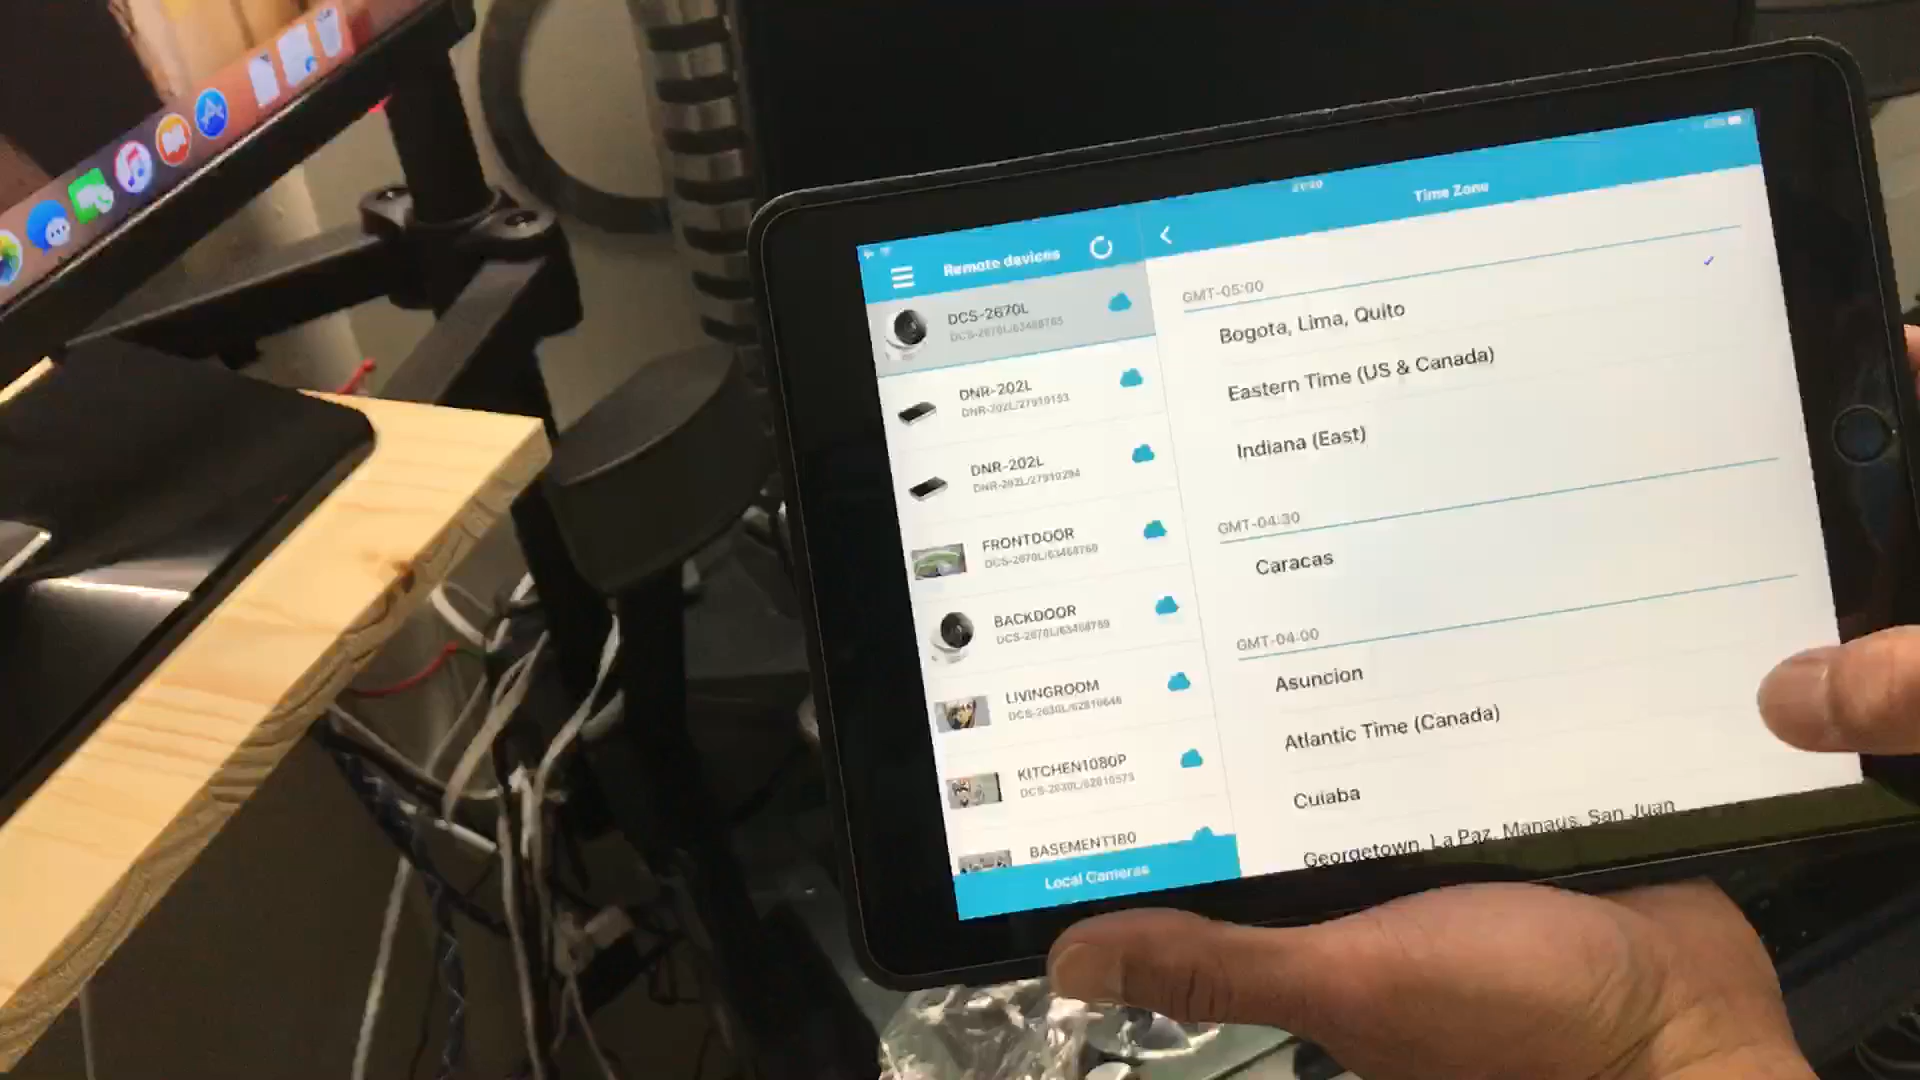 Remote devices
DCS-2670L
DCS-2670L/63468765
DNR-202L
DNR-202L/27910153
DNR-202L
DNR-202L/27910294
FRONTDOOR
DCS-2670L/63468760
BACKDOOR
DCS-2670L/63468769
LIVINGROOM
DCS-2630L/62810646
KITCHEN1080P
DCS-2630L/62810573
BASEMENT180
Local Cameras
Time Zone
GMT-05:00
Bogota, Lima, Quito
Eastern Time (US & Canada)
Indiana (East)
GMT-04:30
Caracas
GMT-04:00
Asuncion
Atlantic Time (Canada)
Cuiaba
Georgetown, La Paz, Manaus, San Juan